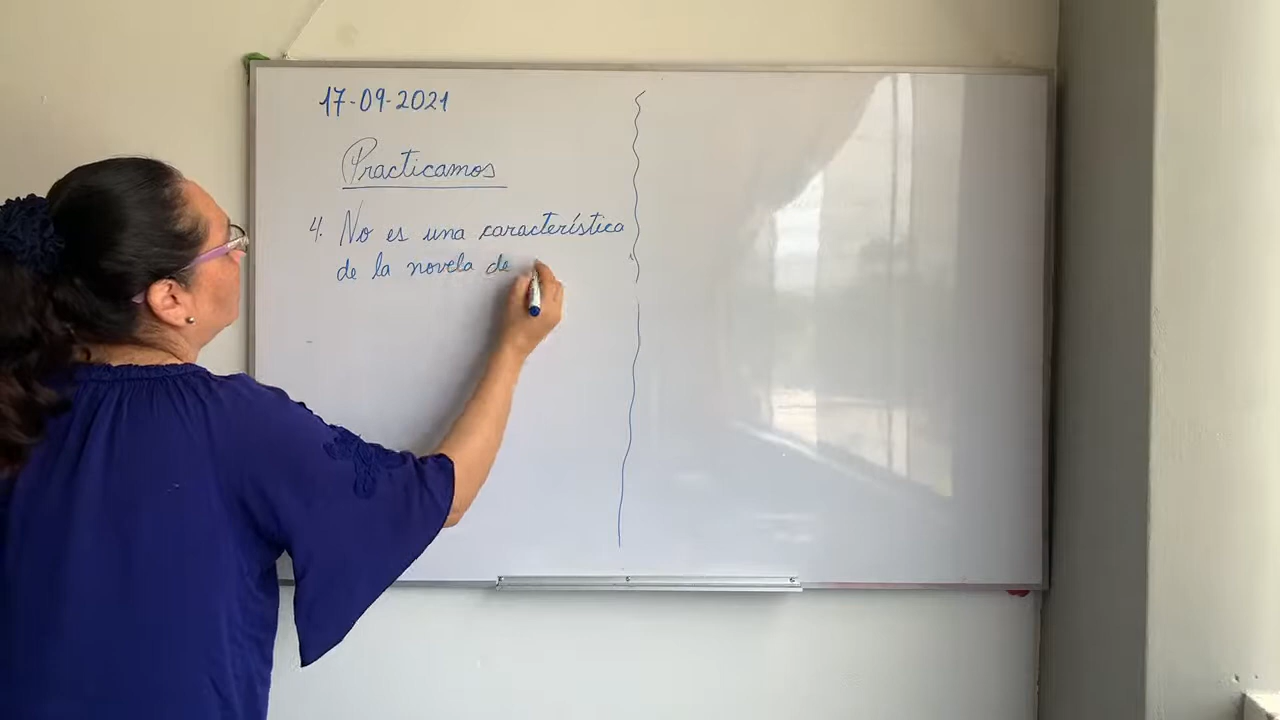 17-09-2021
Practicamos
4. No es una característica
de la novela de